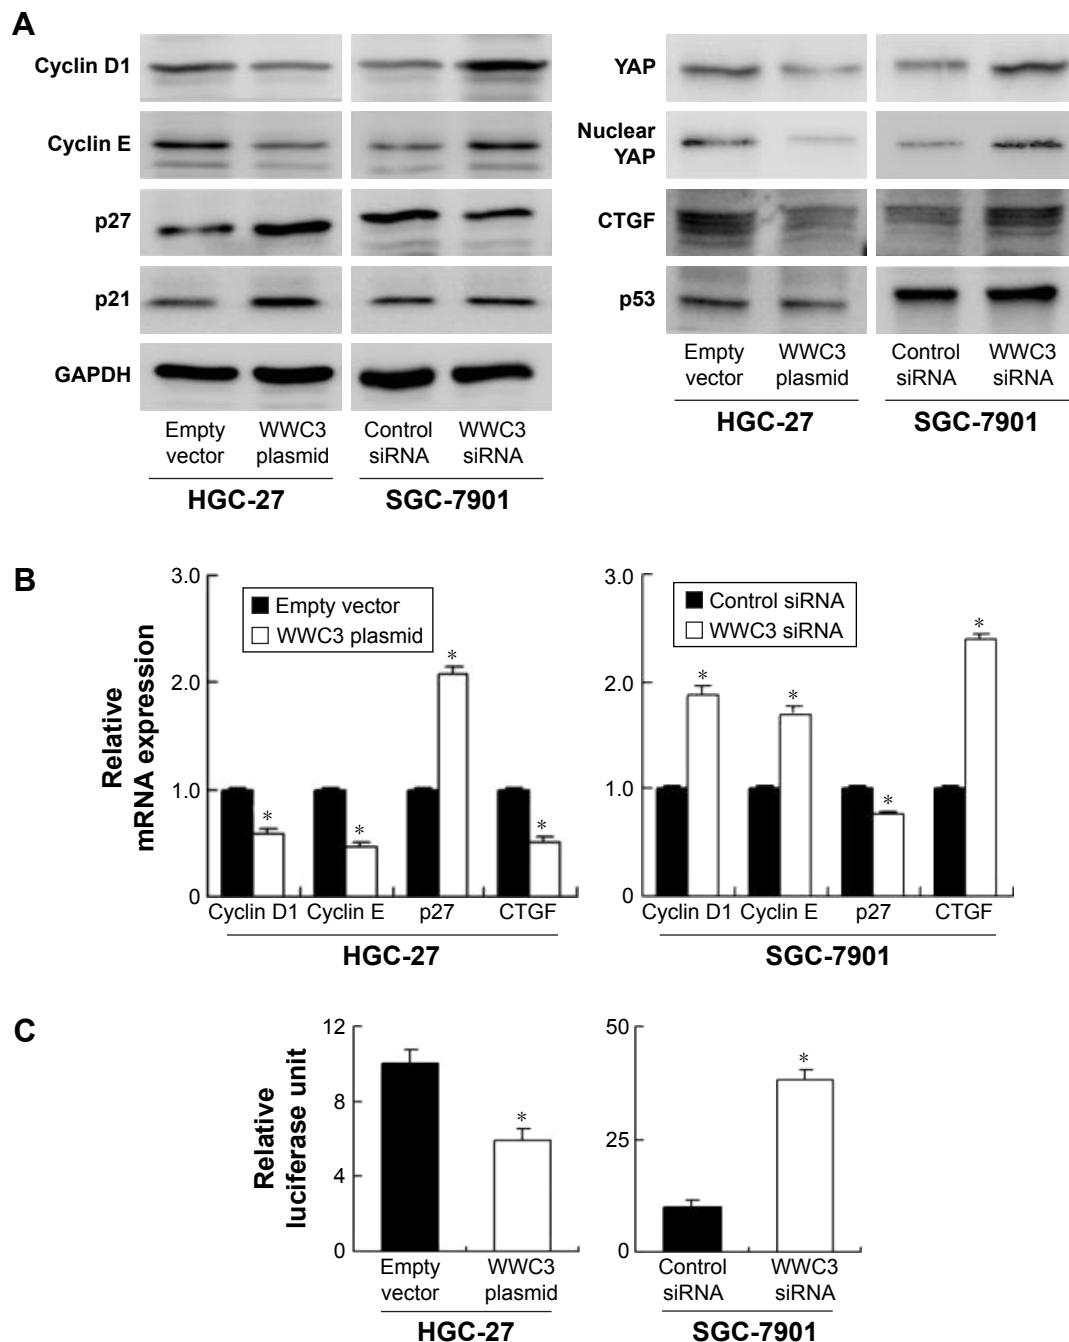 A
Cyclin D1
Cyclin E
p27
p21
GAPDH
Empty vector
WWC3 plasmid
Control siRNA
WWC3 siRNA
HGC-27
SGC-7901
YAP
Nuclear YAP
CTGF
p53
Empty vector
WWC3 plasmid
Control siRNA
WWC3 siRNA
HGC-27
SGC-7901
B
Relative mRNA expression
3.0
2.0
1.0
0
Empty vector
WWC3 plasmid
*
*
*
*
Cyclin D1
Cyclin E
p27
CTGF
HGC-27
3.0
2.0
1.0
0
Control siRNA
WWC3 siRNA
*
*
*
*
Cyclin D1
Cyclin E
p27
CTGF
SGC-7901
C
Relative luciferase unit
12
8
4
0
*
Empty vector
WWC3 plasmid
HGC-27
50
25
0
*
Control siRNA
WWC3 siRNA
SGC-7901